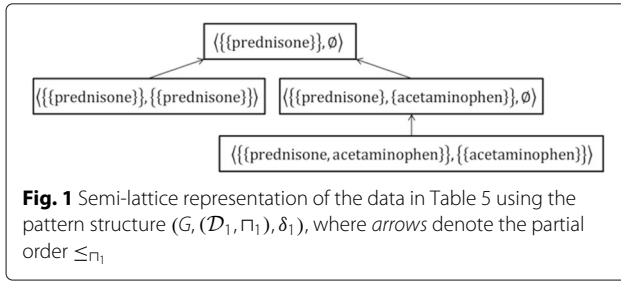 ⟨{{prednisone}},∅⟩
⟨{{prednisone}},{{prednisone}}⟩ ⟨{{prednisone},{acetaminophen}},∅⟩
⟨{{prednisone,acetaminophen}},{{acetaminophen}}⟩
Fig. 1 Semi-lattice representation of the data in Table 5 using the
pattern structure (G, (𝒟₁, ⊓₁), δ₁), where arrows denote the partial
order ≤⊓₁